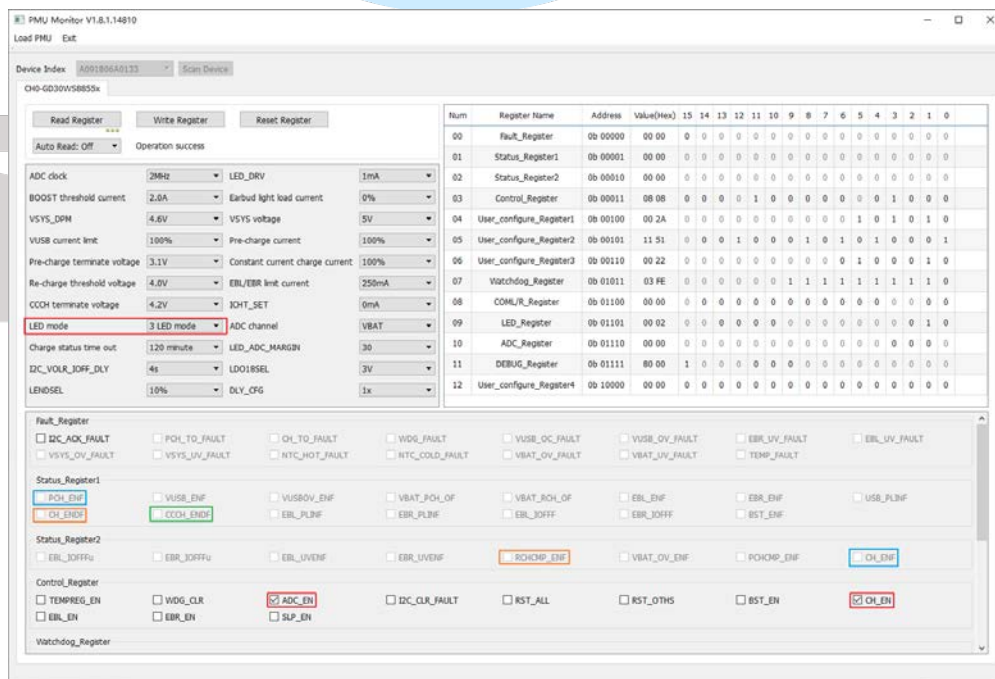 PMU Monitor V1.8.1.14810
Load PMU Exit
Device Index A091806A0133 Scan Device
CH0-GD30WS8855x
Read Register Write Register Reset Register
Auto Read: Off Operation success
ADC clock 2MHz LED_DRV 1mA
BOOST threshold current 2.0A Earbud light load current 0%
VSYS_DPM 4.6V VSYS voltage 5V
VUSB current limt 100% Pre-charge current 100%
Pre-charge terminate voltage 3.1V Constant current charge current 100%
Re-charge threshold voltage 4.0V EBL/EBR limt current 250mA
CCCH terminate voltage 4.2V ICHT_SET 0mA
LED mode 3 LED mode ADC channel VBAT
Charge status time out 120 minute LED_ADC_MARGIN 30
I2C_VOLR_IOFF_DLY 4s LDO18SEL 3V
LENDSEL 10% DLY_CFG 1x
Num Register Name Address Value(Hex) 15 14 13 12 11 10 9 8 7 6 5 4 3 2 1 0
00 Fault_Register 0b 00000 00 00 0 0 0 0 0 0 0 0 0 0 0 0 0 0 0 0
01 Status_Register1 0b 00001 00 00 0 0 0 0 0 0 0 0 0 0 0 0 0 0 0 0
02 Status_Register2 0b 00010 00 00 0 0 0 0 0 0 0 0 0 0 0 0 0 0 0 0
03 Control_Register 0b 00011 08 08 0 0 0 0 1 0 0 0 0 0 0 0 1 0 0 0
04 User_configure_Register1 0b 00100 00 2A 0 0 0 0 0 0 0 0 0 0 1 0 1 0 1 0
05 User_configure_Register2 0b 00101 11 51 0 0 0 1 0 0 0 1 0 1 0 1 0 0 0 1
06 User_configure_Register3 0b 00110 00 22 0 0 0 0 0 0 0 0 0 0 1 0 0 0 1 0
07 Watchdog_Register 0b 01011 03 FE 0 0 0 0 0 0 1 1 1 1 1 1 1 1 1 0
08 COML/R_Register 0b 01100 00 00 0 0 0 0 0 0 0 0 0 0 0 0 0 0 0 0
09 LED_Register 0b 01101 00 02 0 0 0 0 0 0 0 0 0 0 0 0 0 0 1 0
10 ADC_Register 0b 01110 00 00 0 0 0 0 0 0 0 0 0 0 0 0 0 0 0 0
11 DEBUG_Register 0b 01111 80 00 1 0 0 0 0 0 0 0 0 0 0 0 0 0 0 0
12 User_configure_Register4 0b 10000 00 00 0 0 0 0 0 0 0 0 0 0 0 0 0 0 0 0
Fault_Register
I2C_ACK_FAULT PCH_TO_FAULT CH_TO_FAULT WDG_FAULT VUSB_OC_FAULT VUSB_OV_FAULT EBR_UV_FAULT EBL_UV_FAULT
VSYS_OV_FAULT VSYS_UV_FAULT NTC_HOT_FAULT NTC_COLD_FAULT VBAT_OV_FAULT VBAT_UV_FAULT TEMP_FAULT
Status_Register1
PCH_ENF VUSB_ENF VUSBOV_ENF VBAT_PCH_OF VBAT_RCH_OF EBL_ENF EBR_ENF USB_PLINF
CH_ENDF CCCH_ENDF EBL_PLINF EBR_PLINF EBL_IOFFF EBR_IOFFF BST_ENF
Status_Register2
EBL_IOFFFu EBR_IOFFFu EBL_UVENF EBR_UVENF RCHCMP_ENF VBAT_OV_ENF PCHCMP_ENF CH_ENF
Control_Register
TEMPREG_EN WDG_CLR ADC_EN I2C_CLR_FAULT RST_ALL RST_OTHS BST_EN CH_EN
EBL_EN EBR_EN SLP_EN
Watchdog_Register